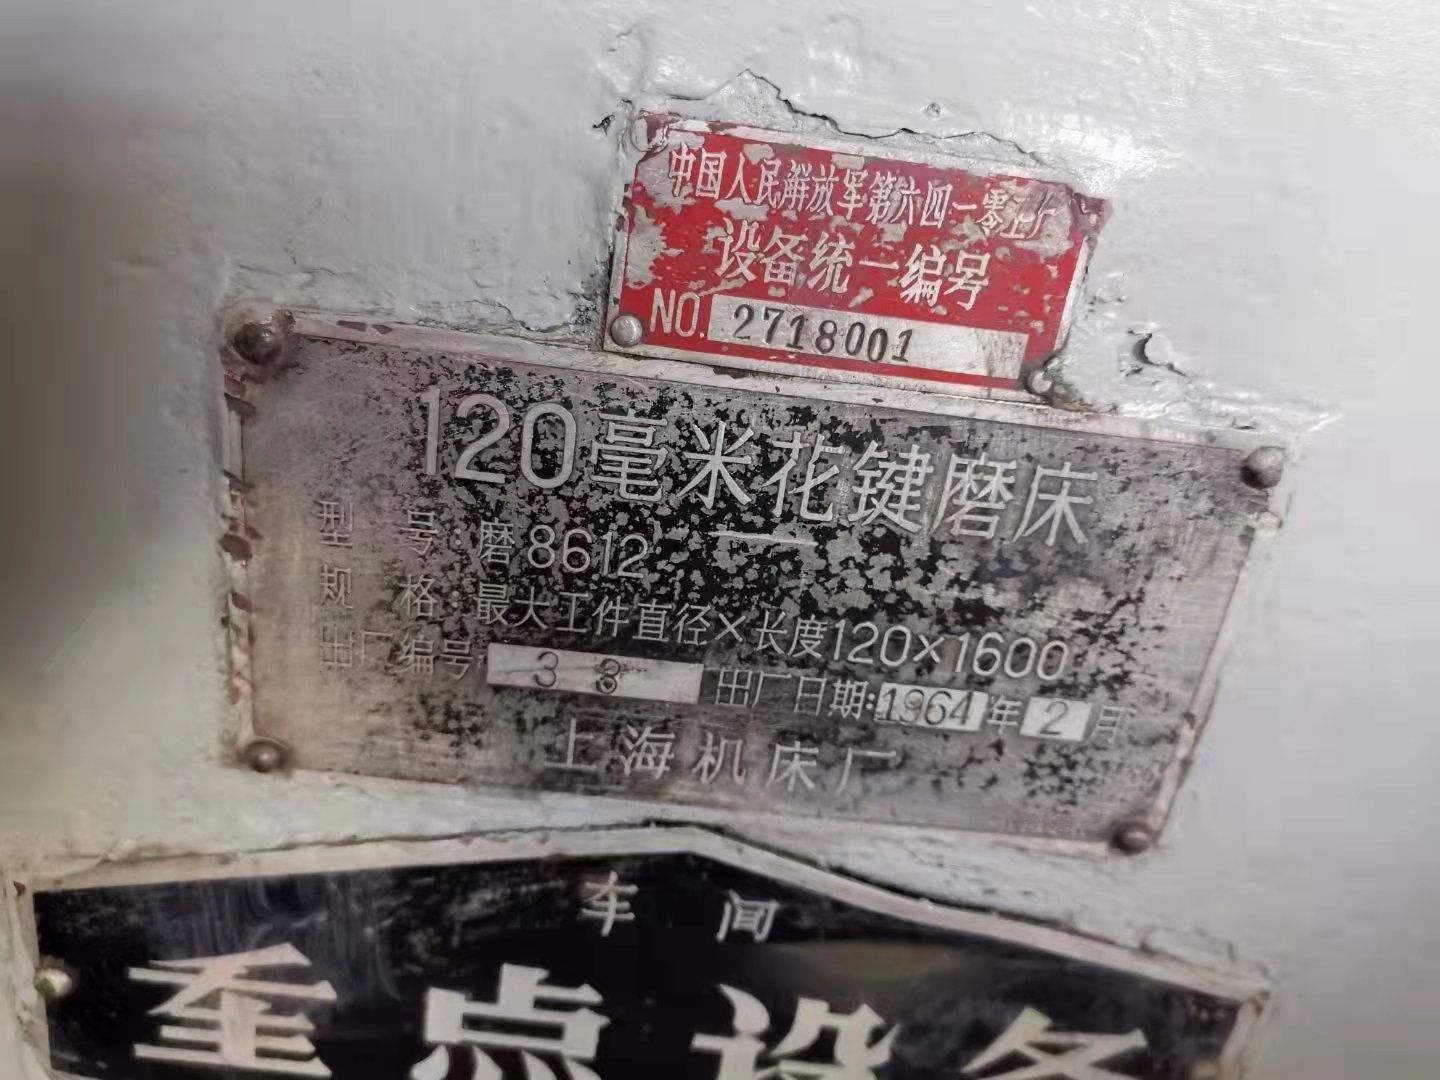 中国人民解放军第六四一零工厂
设备统一编号
NO. 2718001
120毫米花键磨床
型 号：磨8612
规 格：最大工件直径×长度120×1600
出厂编号：33 出厂日期：1964年2月
上海机床厂
车 间
重点设备